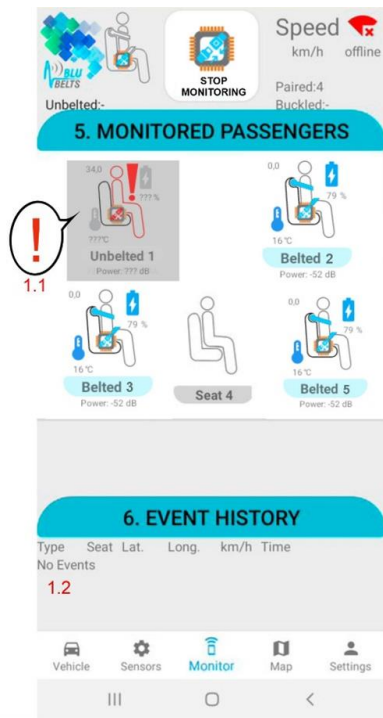 Speed
km/h offline
BLU
BELTS
STOP
MONITORING
Paired:4
Unbelted:-
Buckled:-
5. MONITORED PASSENGERS
34,0
??? %
???°C
Unbelted 1
Power: ??? dB
0,0
79 %
16 °C
Belted 2
Power: -52 dB
!
1.1
0,0
79 %
16 °C
Belted 3
Power: -52 dB
Seat 4
0,0
79 %
16 °C
Belted 5
Power: -52 dB
6. EVENT HISTORY
Type Seat Lat. Long. km/h Time
No Events
1.2
Vehicle Sensors Monitor Map Settings